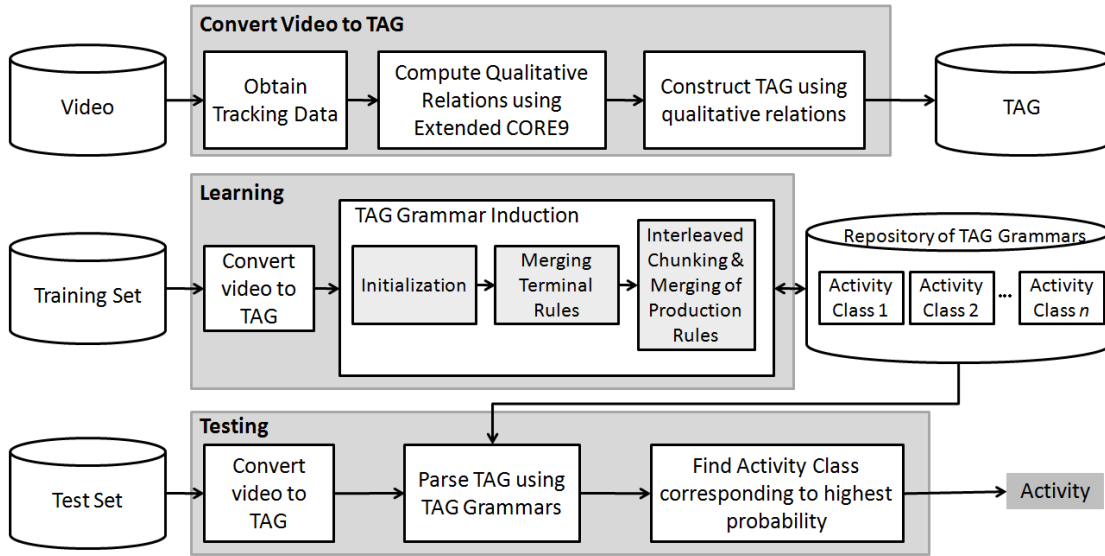 Convert Video to TAG
Video
Obtain
Tracking Data
Compute Qualitative
Relations using
Extended CORE9
Construct TAG using
qualitative relations
TAG
Learning
Training Set
Convert
video to
TAG
TAG Grammar Induction
Initialization
Merging
Terminal
Rules
Interleaved
Chunking &
Merging of
Production
Rules
Repository of TAG Grammars
Activity
Class 1
Activity
Class 2
...
Activity
Class n
Testing
Test Set
Convert
video to
TAG
Parse TAG using
TAG Grammars
Find Activity Class
corresponding to highest
probability
Activity